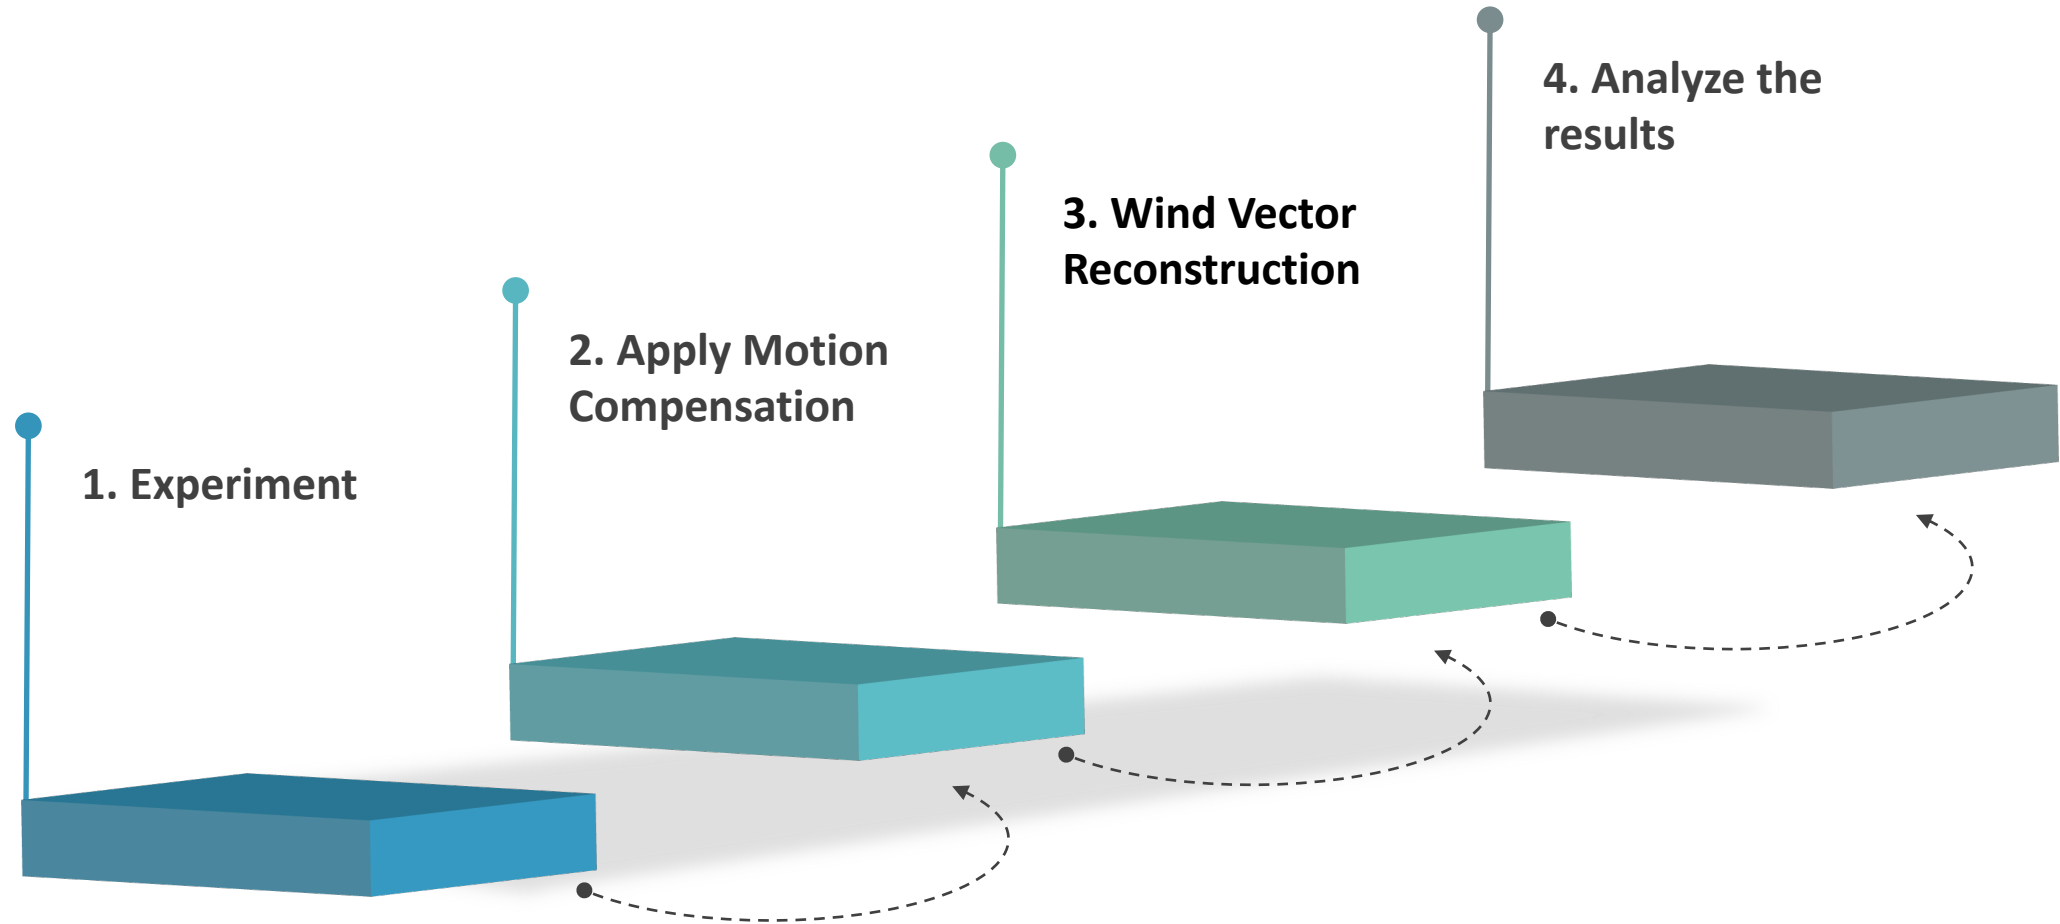 1. Experiment
2. Apply Motion
Compensation
3. Wind Vector
Reconstruction
4. Analyze the
results